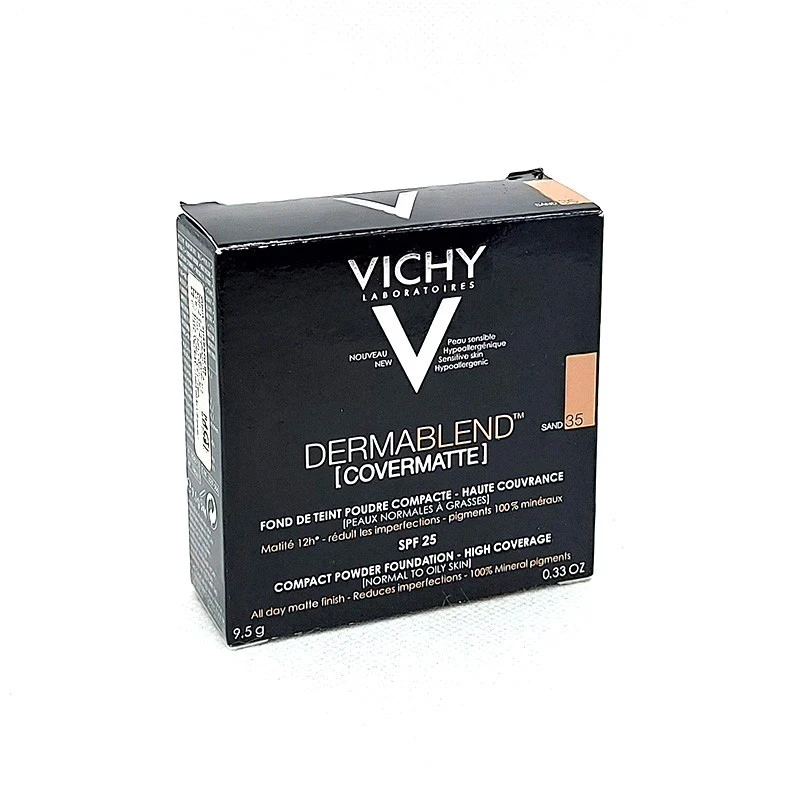 VICHY
LABORATOIRES
NOUVEAU
NEW
Peau sensible
Hypoallergénique
Sensitive skin
Hypoallergenic
SAND 35
DERMABLEND™
[COVERMATTE]
FOND DE TEINT POUDRE COMPACTE - HAUTE COUVRANCE
[PEAUX NORMALES À GRASSES]
Matité 12h* - réduit les imperfections - pigments 100% minéraux
SPF 25
COMPACT POWDER FOUNDATION - HIGH COVERAGE
[NORMAL TO OILY SKIN]
All day matte finish - Reduces imperfections - 100% Mineral pigments
9.5 g
0.33 OZ